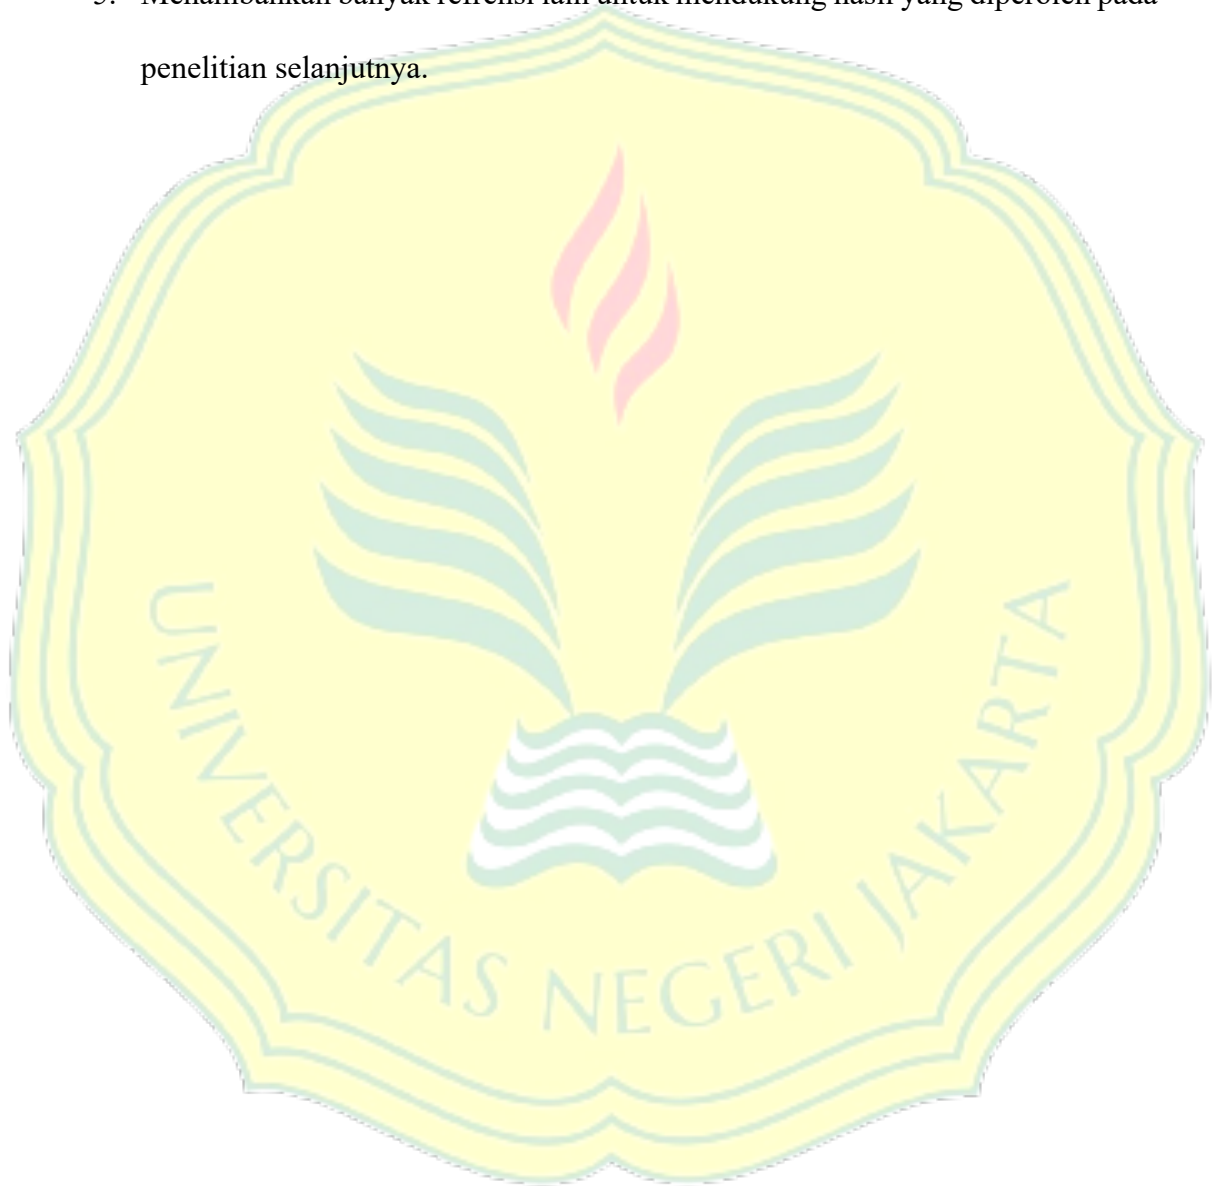 Menambahkan banyak refrensi lain untuk mendukung hasil yang diperoleh pada
penelitian selanjutnya.
UNIVERSITAS NEGERI JAKARTA